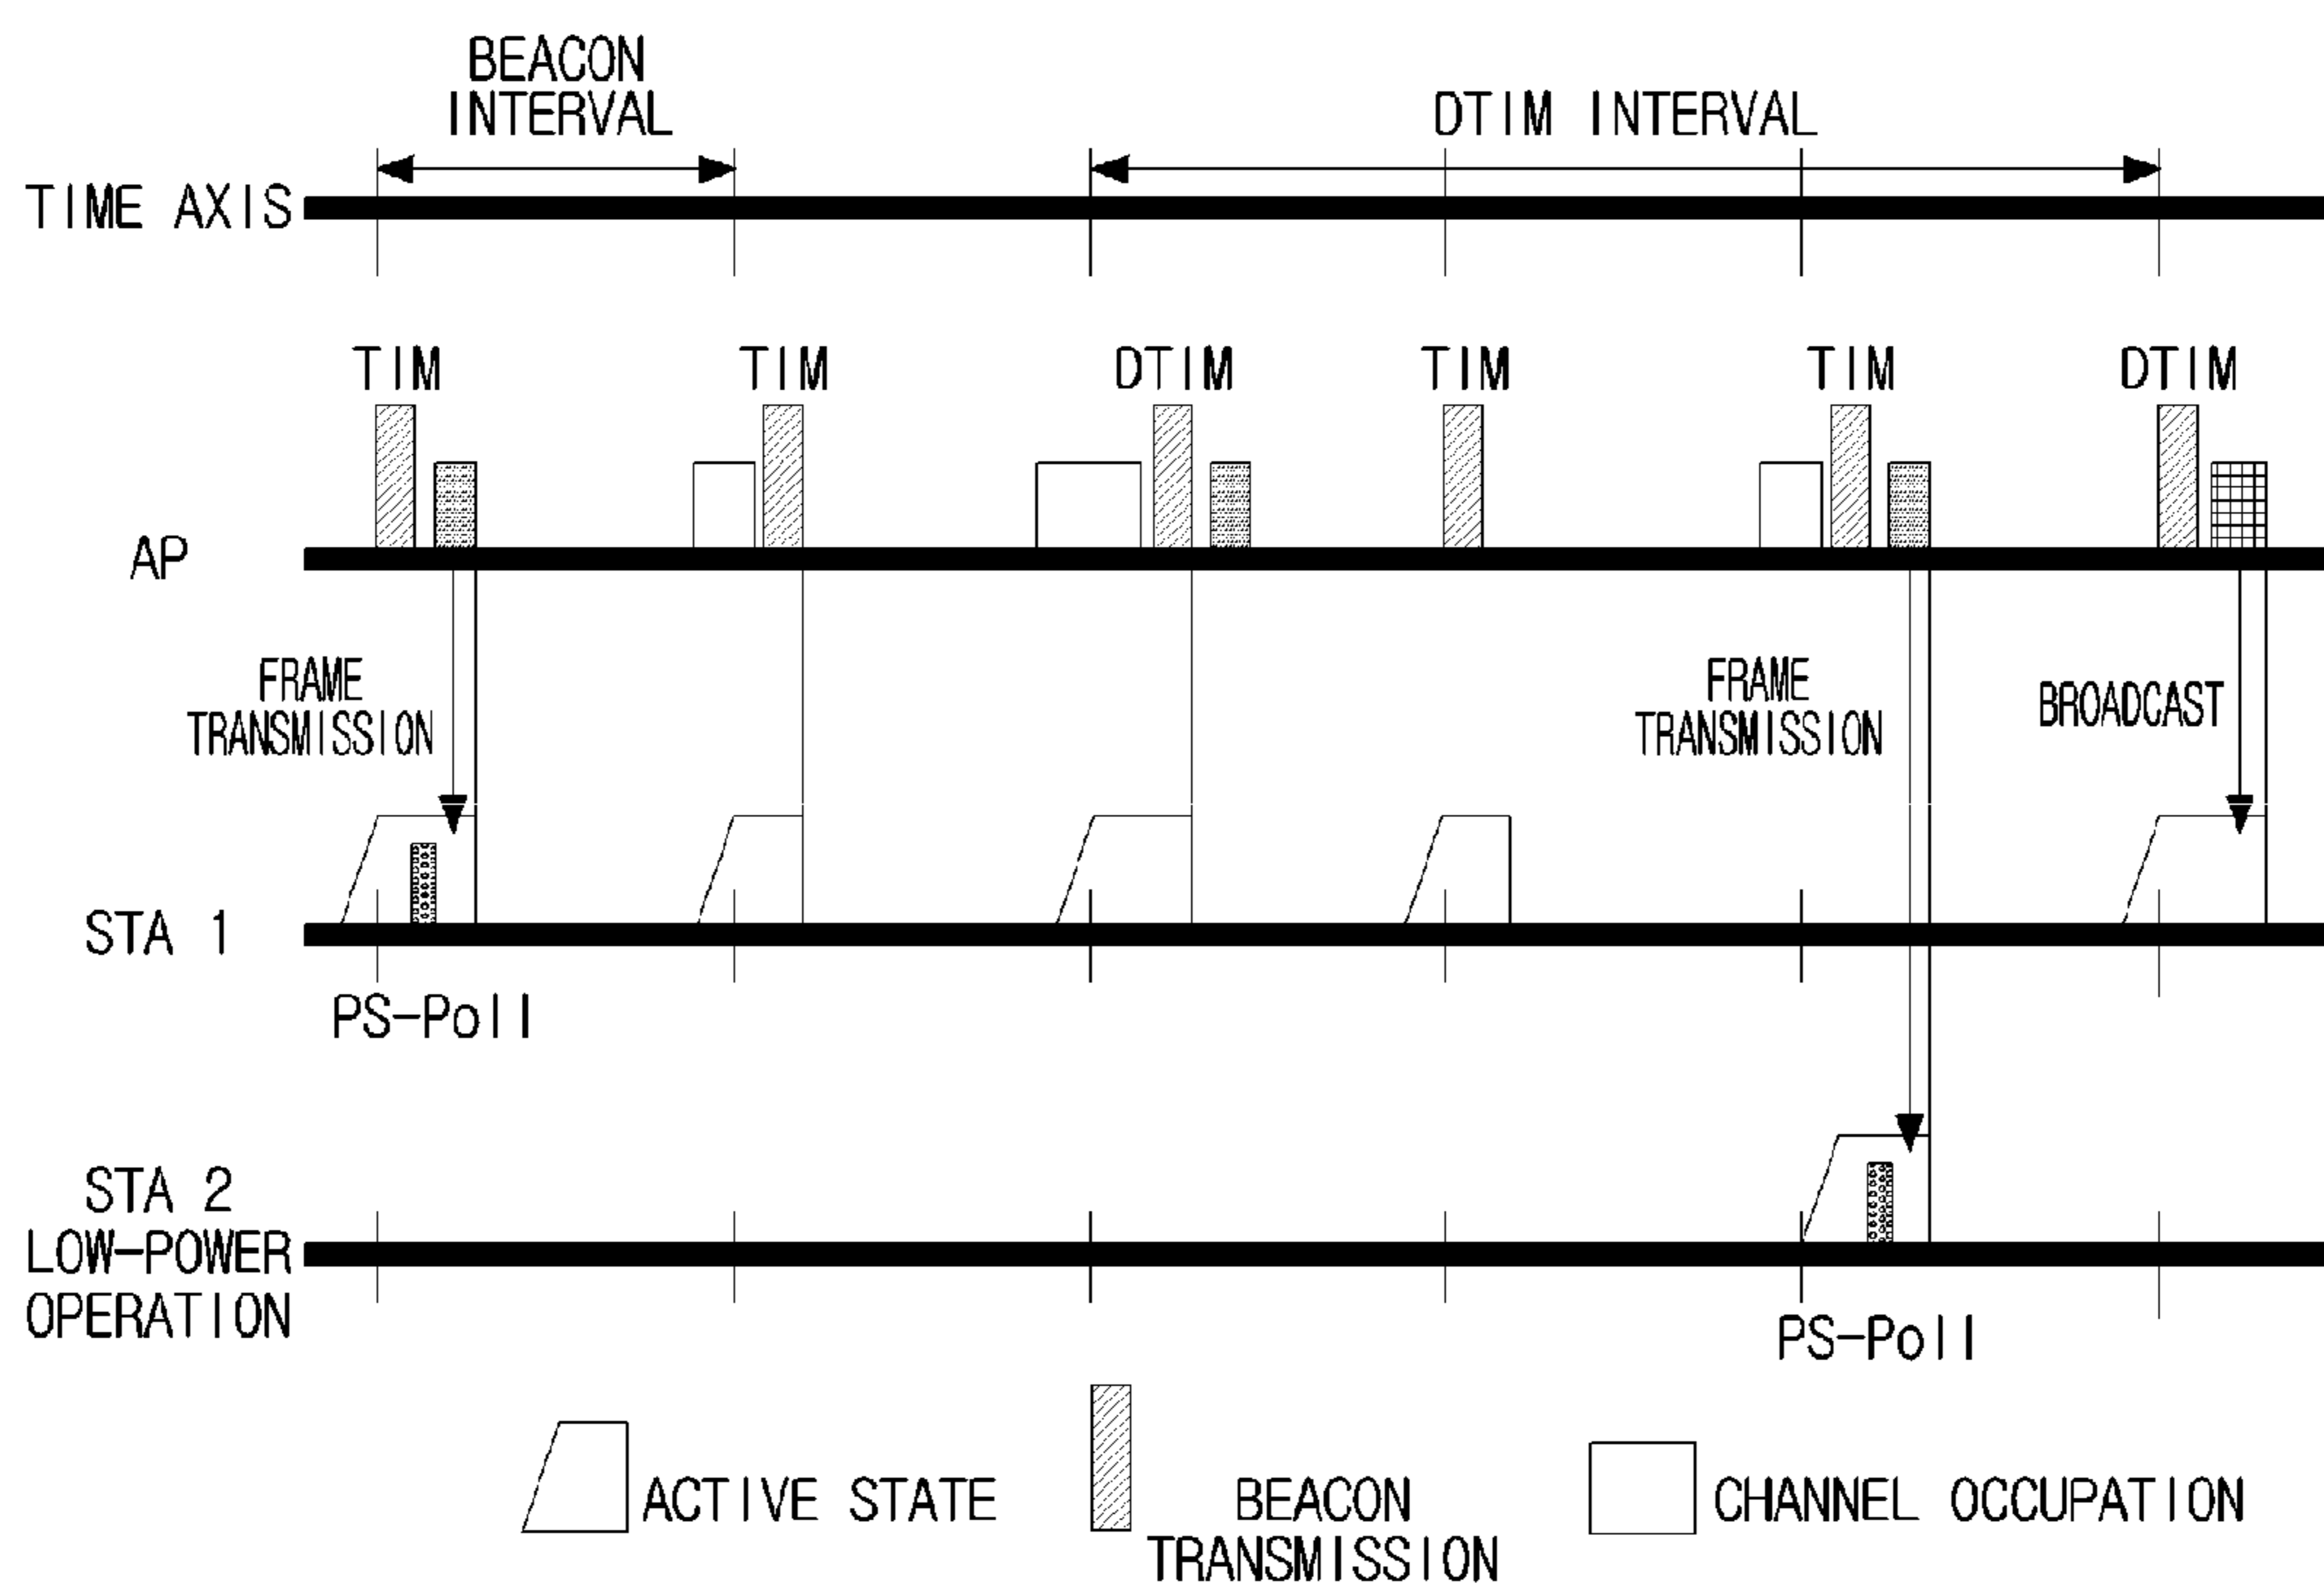 BEACON
INTERVAL
DTIM INTERVAL
TIME AXIS
TIM
TIM
DTIM
TIM
TIM
DTIM
AP
FRAME
TRANSMISSION
FRAME
TRANSMISSION
BROADCAST
STA 1
PS-Poll
STA 2
LOW-POWER
OPERATION
PS-Poll
ACTIVE STATE
BEACON
TRANSMISSION
CHANNEL OCCUPATION